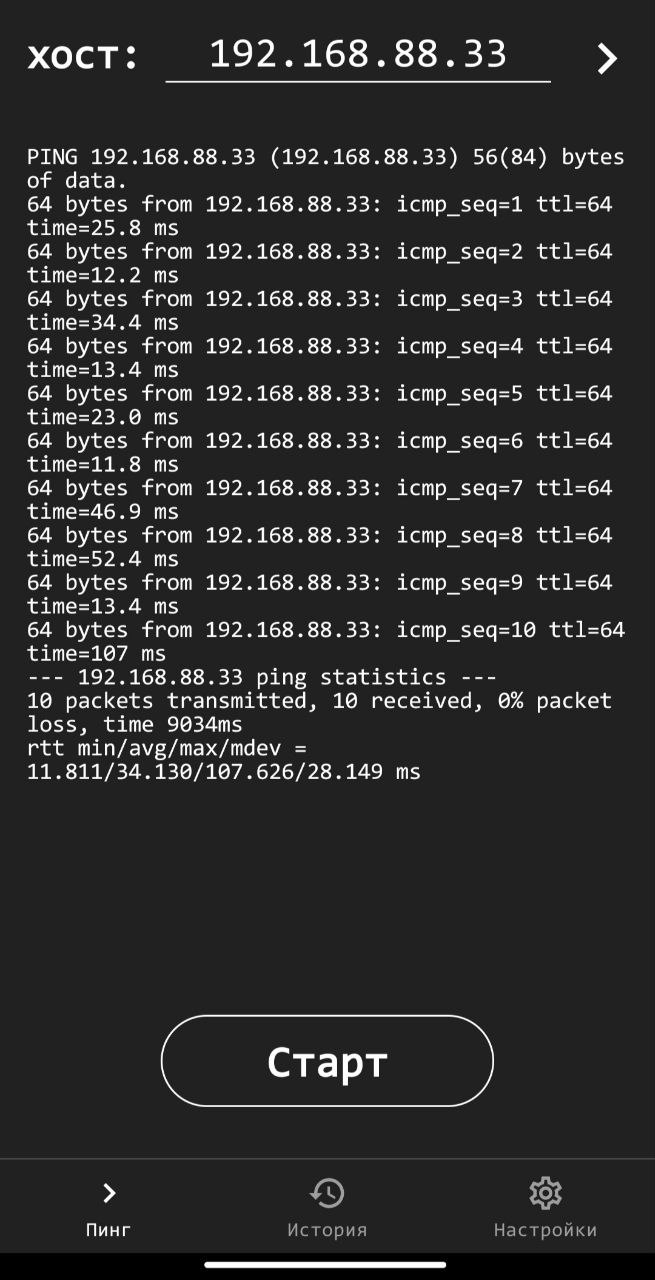 хост: 192.168.88.33
PING 192.168.88.33 (192.168.88.33) 56(84) bytes
of data.
64 bytes from 192.168.88.33: icmp_seq=1 ttl=64
time=25.8 ms
64 bytes from 192.168.88.33: icmp_seq=2 ttl=64
time=12.2 ms
64 bytes from 192.168.88.33: icmp_seq=3 ttl=64
time=34.4 ms
64 bytes from 192.168.88.33: icmp_seq=4 ttl=64
time=13.4 ms
64 bytes from 192.168.88.33: icmp_seq=5 ttl=64
time=23.0 ms
64 bytes from 192.168.88.33: icmp_seq=6 ttl=64
time=11.8 ms
64 bytes from 192.168.88.33: icmp_seq=7 ttl=64
time=46.9 ms
64 bytes from 192.168.88.33: icmp_seq=8 ttl=64
time=52.4 ms
64 bytes from 192.168.88.33: icmp_seq=9 ttl=64
time=13.4 ms
64 bytes from 192.168.88.33: icmp_seq=10 ttl=64
time=107 ms
--- 192.168.88.33 ping statistics ---
10 packets transmitted, 10 received, 0% packet
loss, time 9034ms
rtt min/avg/max/mdev =
11.811/34.130/107.626/28.149 ms
Старт
Пинг История Настройки